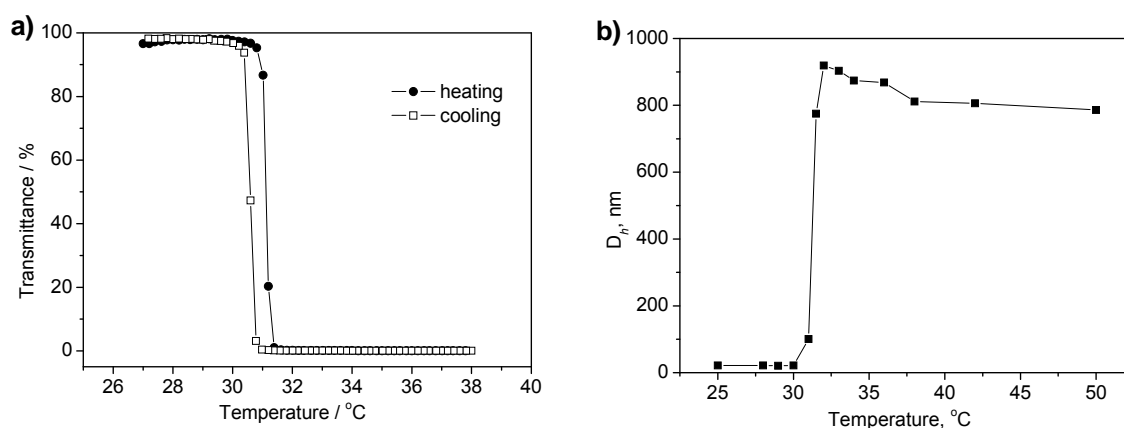 a)
100
80
60
40
20
0
Transmittance / %
heating
cooling
26 28 30 32 34 36 38 40
Temperature / °C
b)
1000
800
600
400
200
0
D_h, nm
25 30 35 40 45 50
Temperature, °C